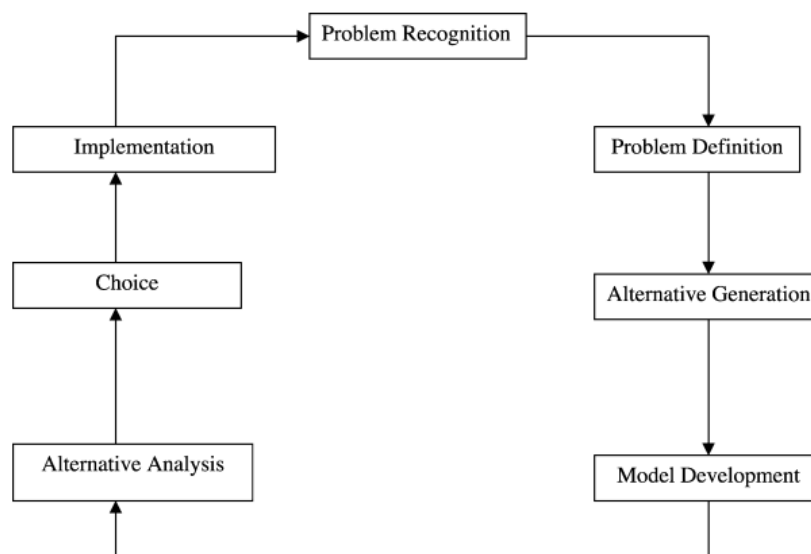 Problem Recognition
Implementation
Problem Definition
Choice
Alternative Generation
Alternative Analysis
Model Development